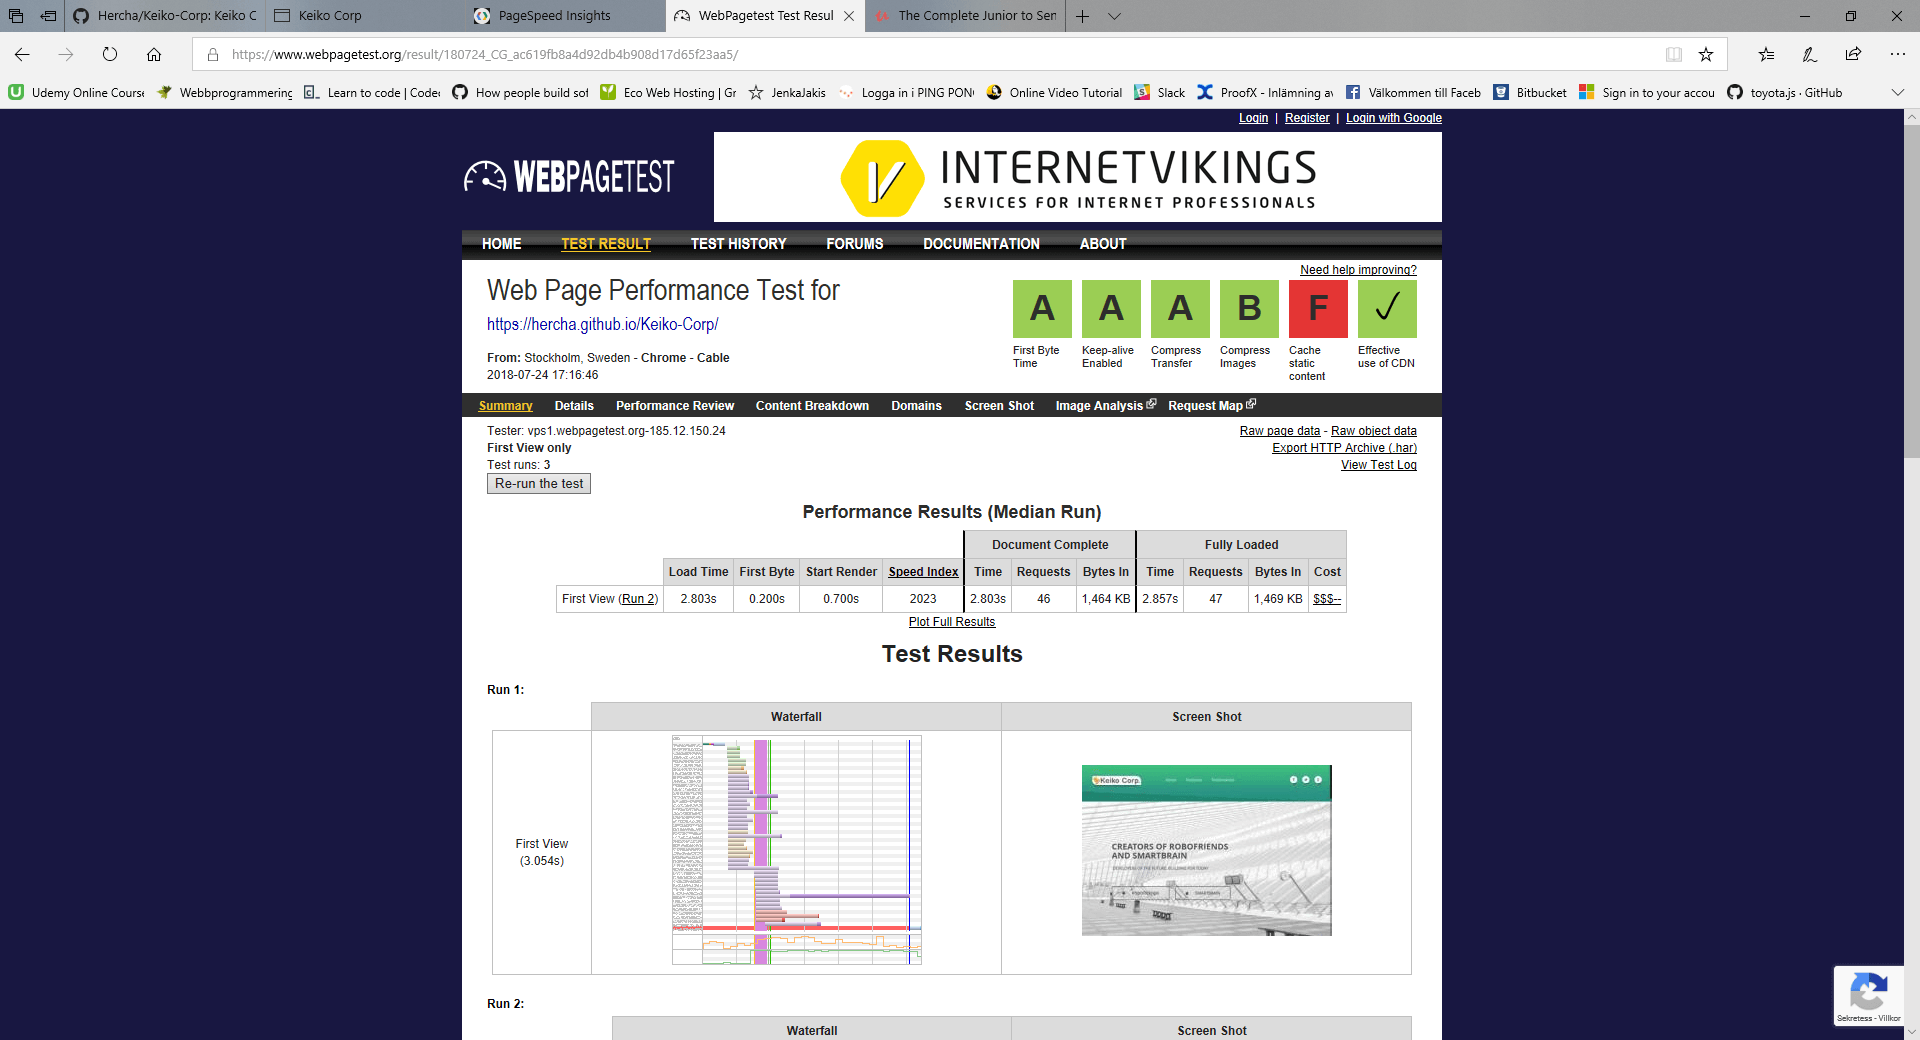 Hercha/Keiko-Corp: Keiko C
Keiko Corp
PageSpeed Insights
WebPagetest Test Resul
The Complete Junior to Sen
https://www.webpagetest.org/result/180724_CG_ac619fb8a4d92db4b908d17d65f23aa5/
Udemy Online Course
Webbprogrammering
Learn to code | Codec
How people build sof
Eco Web Hosting | Gr
JenkaJakis
Logga in i PING PON
Online Video Tutorial
Slack
ProofX - Inlämning av
Välkommen till Faceb
Bitbucket
Sign in to your accou
toyota.js · GitHub
Login | Register | Login with Google
WEBPAGETEST
INTERNETVIKINGS
SERVICES FOR INTERNET PROFESSIONALS
HOME TEST RESULT TEST HISTORY FORUMS DOCUMENTATION ABOUT
Need help improving?
Web Page Performance Test for
https://hercha.github.io/Keiko-Corp/
From: Stockholm, Sweden - Chrome - Cable
2018-07-24 17:16:46
A A A B F ✓
First Byte Time
Keep-alive Enabled
Compress Transfer
Compress Images
Cache static content
Effective use of CDN
Summary Details Performance Review Content Breakdown Domains Screen Shot Image Analysis Request Map
Tester: vps1.webpagetest.org-185.12.150.24
First View only
Test runs: 3
Re-run the test
Raw page data - Raw object data
Export HTTP Archive (.har)
View Test Log
Performance Results (Median Run)
Document Complete Fully Loaded
Load Time First Byte Start Render Speed Index Time Requests Bytes In Time Requests Bytes In Cost
First View (Run 2) 2.803s 0.200s 0.700s 2023 2.803s 46 1,464 KB 2.857s 47 1,469 KB $$$--
Plot Full Results
Test Results
Run 1:
Waterfall Screen Shot
First View
(3.054s)
Keiko Corp.
CREATORS OF ROBOFRIENDS
AND SMARTBRAIN
Run 2:
Waterfall Screen Shot
Sekretess - Villkor